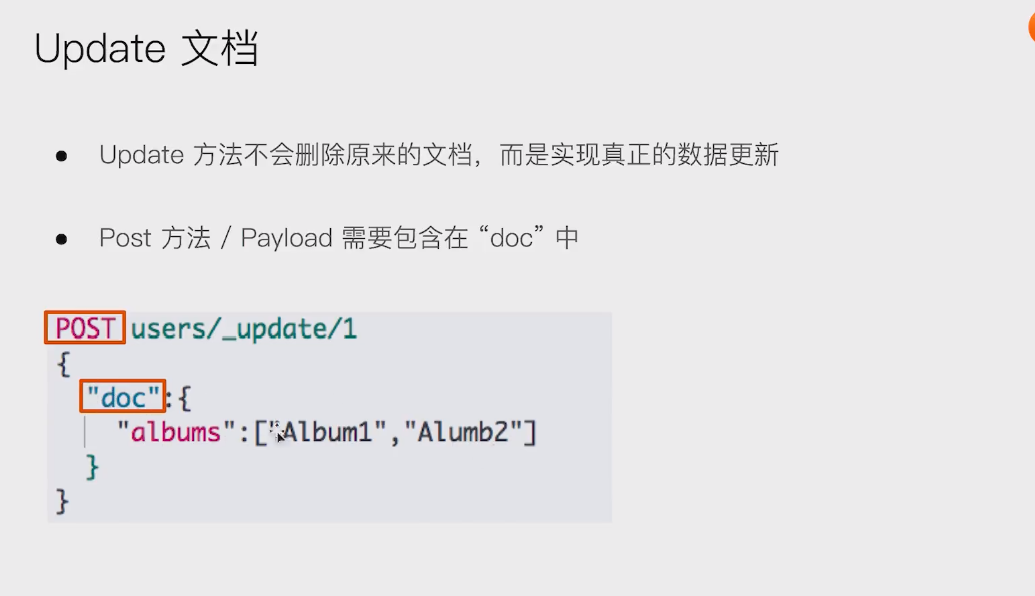 Update 文档
● Update 方法不会删除原来的文档，而是实现真正的数据更新
● Post 方法 / Payload 需要包含在 “doc” 中
POST users/_update/1
{
"doc":{
"albums":["Album1","Alumb2"]
}
}